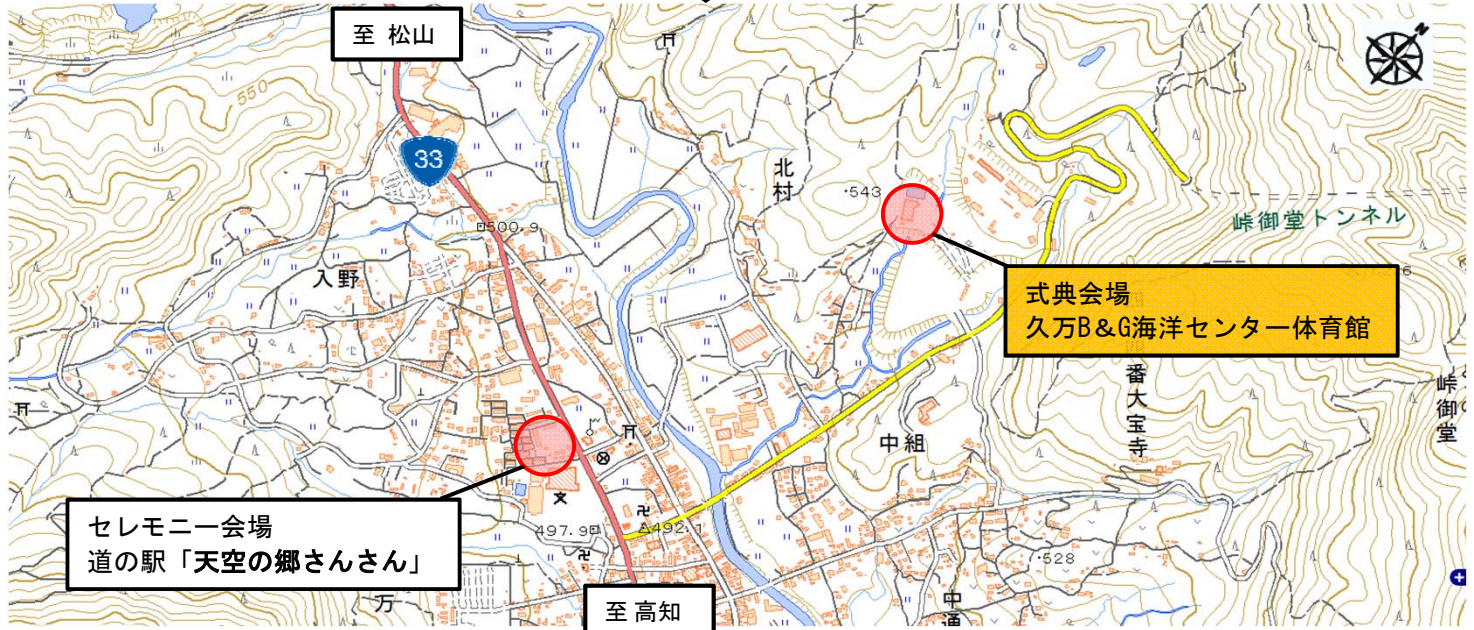 至 松山
N
550
33
北村
・543
峠御堂トンネル
500.9
入野
式典会場
久万B&G海洋センター体育館
番大宝寺
峠御堂
中組
セレモニー会場
道の駅「天空の郷さんさん」
497.9
492.1
・528
万
至 高知
中通